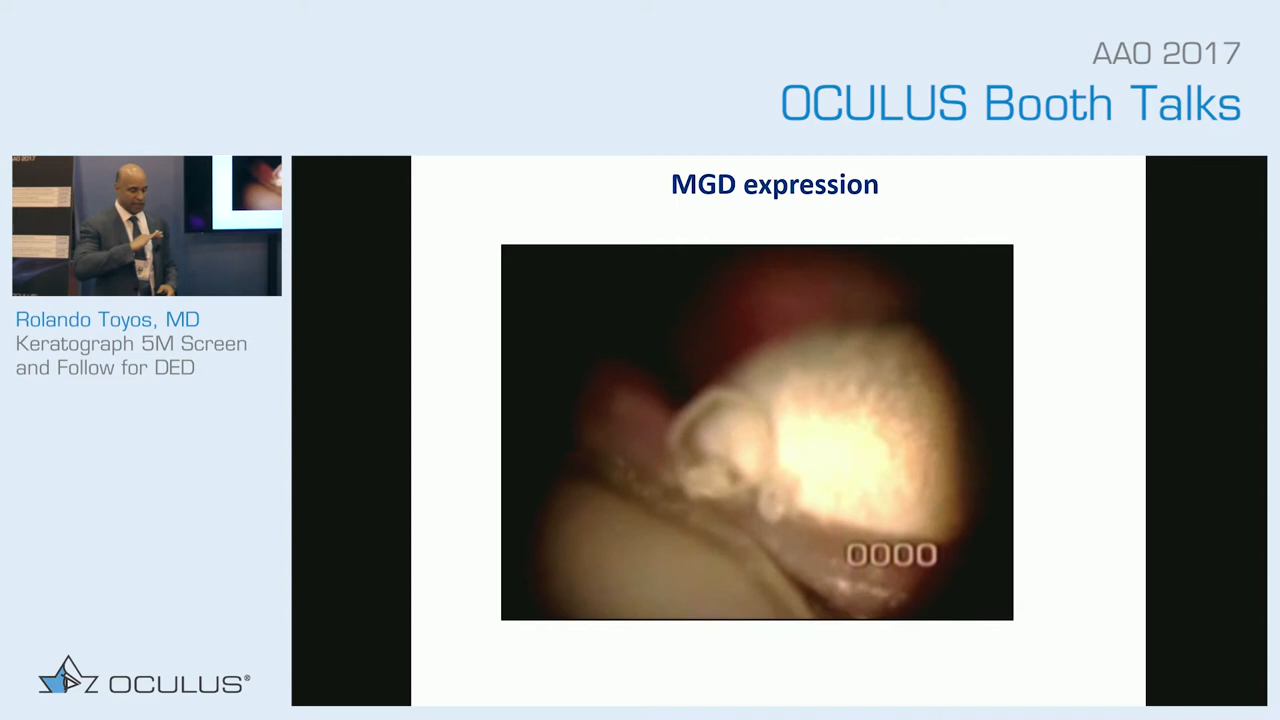 AAO 2017
OCULUS Booth Talks
MGD expression
0000
Rolando Toyos, MD
Keratograph 5M Screen
and Follow for DED
OCULUS®